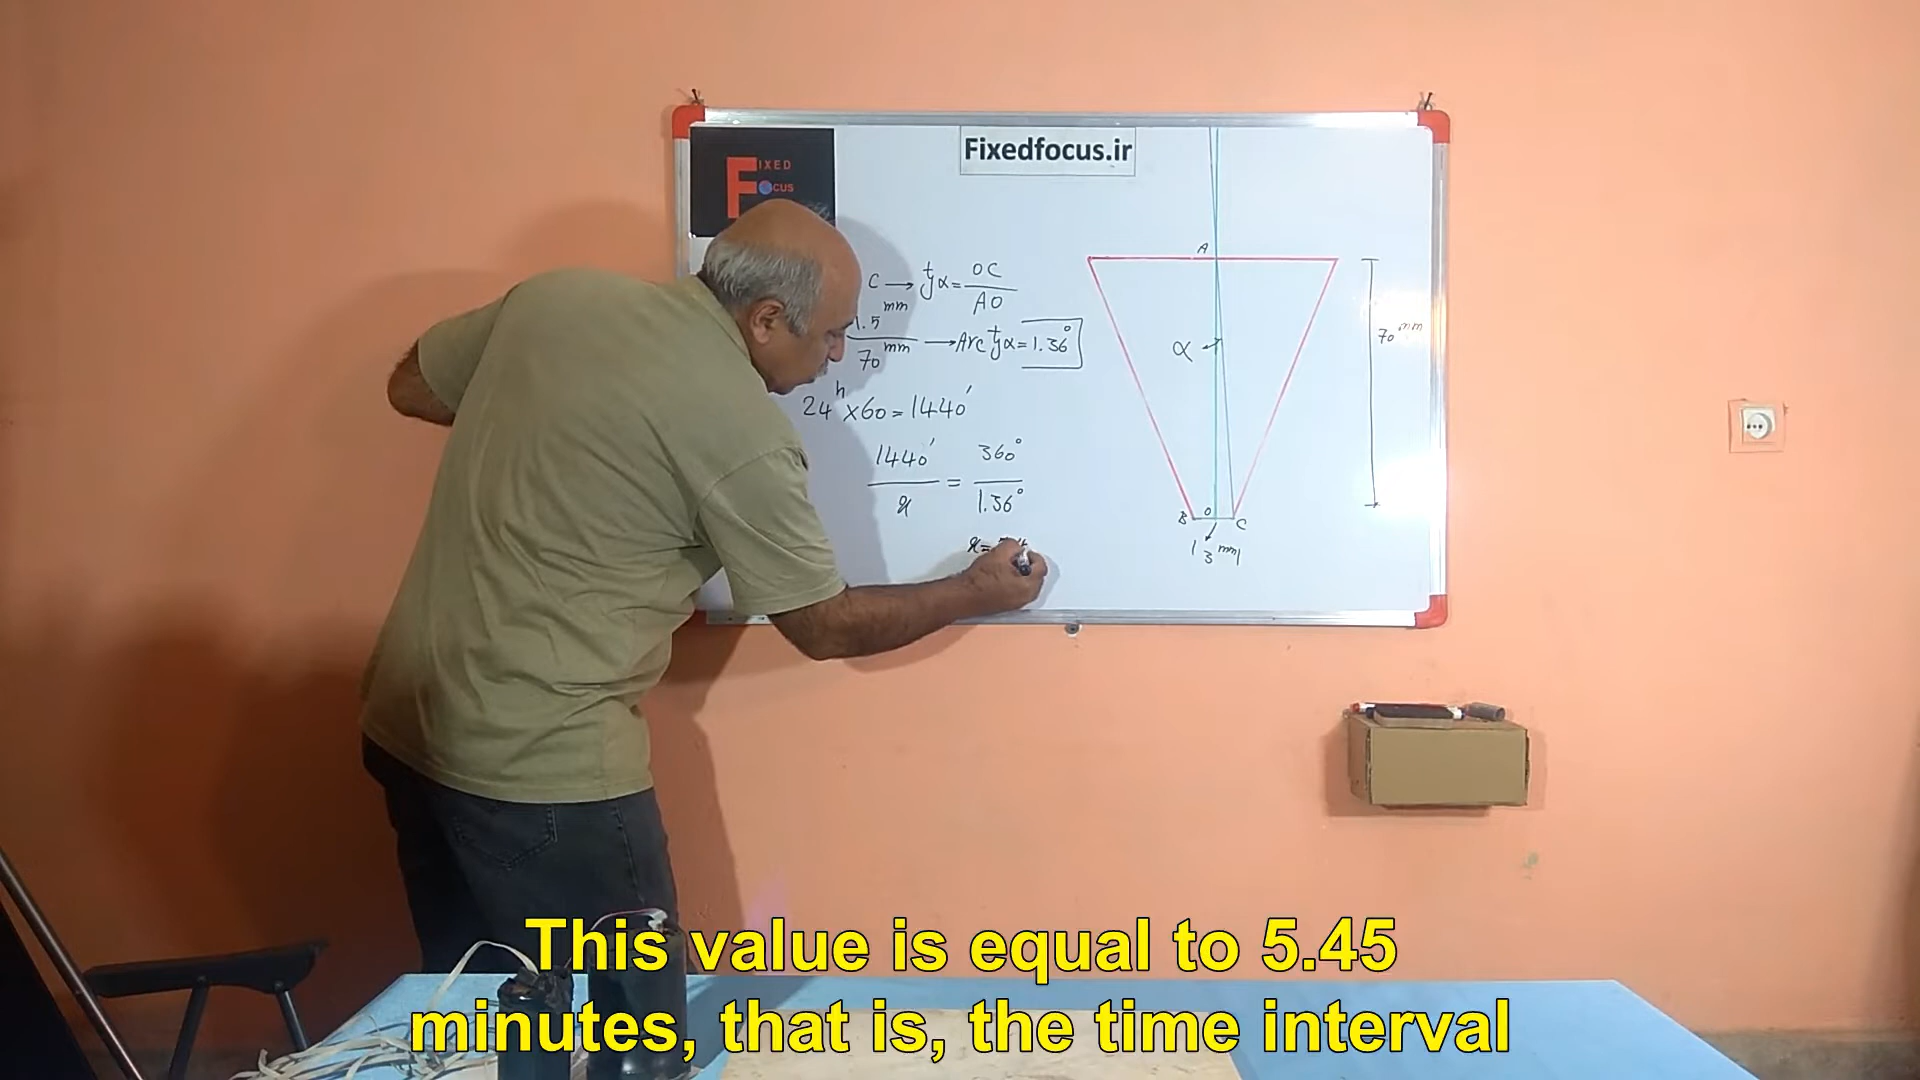 Fixedfocus.ir
FIXED
FOCUS
C → tgα = OC / AO
1.5 mm / 70 mm → Arc tgα = 1.36°
24 h × 60 = 1440′
1440′ / x = 360° / 1.36°
x =
A
α
70 mm
B O C
3 mm
This value is equal to 5.45
minutes, that is, the time interval